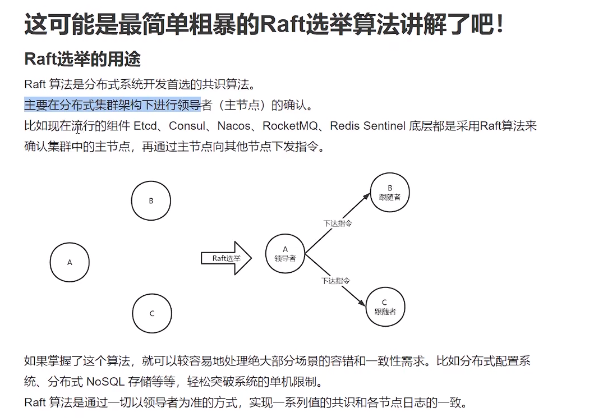 这可能是最简单粗暴的Raft选举算法讲解了吧！
Raft选举的用途
Raft 算法是分布式系统开发首选的共识算法。
主要在分布式集群架构下进行领导者（主节点）的确认。
比如现在流行的组件 Etcd、Consul、Nacos、RocketMQ、Redis Sentinel 底层都是采用Raft算法来
确认集群中的主节点，再通过主节点向其他节点下发指令。
B
A
C
Raft选举
A
领导者
下达指令
下达指令
B
跟随者
C
跟随者
如果掌握了这个算法，就可以较容易地处理绝大部分场景的容错和一致性需求。比如分布式配置系
统、分布式 NoSQL 存储等等，轻松突破系统的单机限制。
Raft 算法是通过一切以领导者为准的方式，实现一系列值的共识和各节点日志的一致。